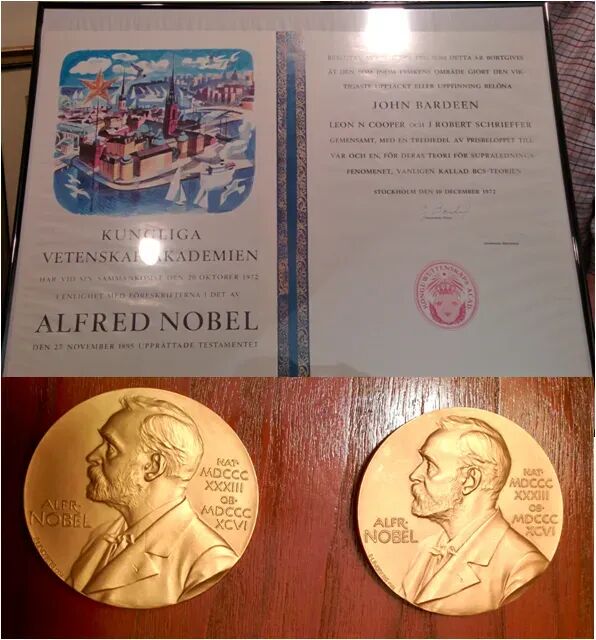 KUNGLIGA
VETENSKAPSAKADEMIEN
HAR VID SIN SAMMANKOMST DEN 20 OKTOBER 1972
I ENLIGHET MED FÖRESKRIFTERNA I DET AV
ALFRED NOBEL
DEN 27 NOVEMBER 1895 UPPRÄTTADE TESTAMENTET
DETTA ÅR BORTGIVES
ÅT DEN SOM INOM FYSIKENS OMRÅDE GJORT DEN VIK-
TIGASTE UPPTÄCKT ELLER UPPFINNING BELÖNA
JOHN BARDEEN
LEON N COOPER OCH J ROBERT SCHRIEFFER
GEMENSAMT, MED EN TREDJEDEL AV PRISBELOPPET TILL
VAR OCH EN, FÖR DERAS TEORI FÖR SUPRALEDNINGS-
FENOMENET, VANLIGEN KALLAD BCS-TEORIEN
STOCKHOLM DEN 10 DECEMBER 1972
ALFR·
NOBEL
NAT·
MDCCC
XXXIII
OB·
MDCCC
XCVI
ALFR·
NOBEL
NAT·
MDCCC
XXXIII
OB·
MDCCC
XCVI